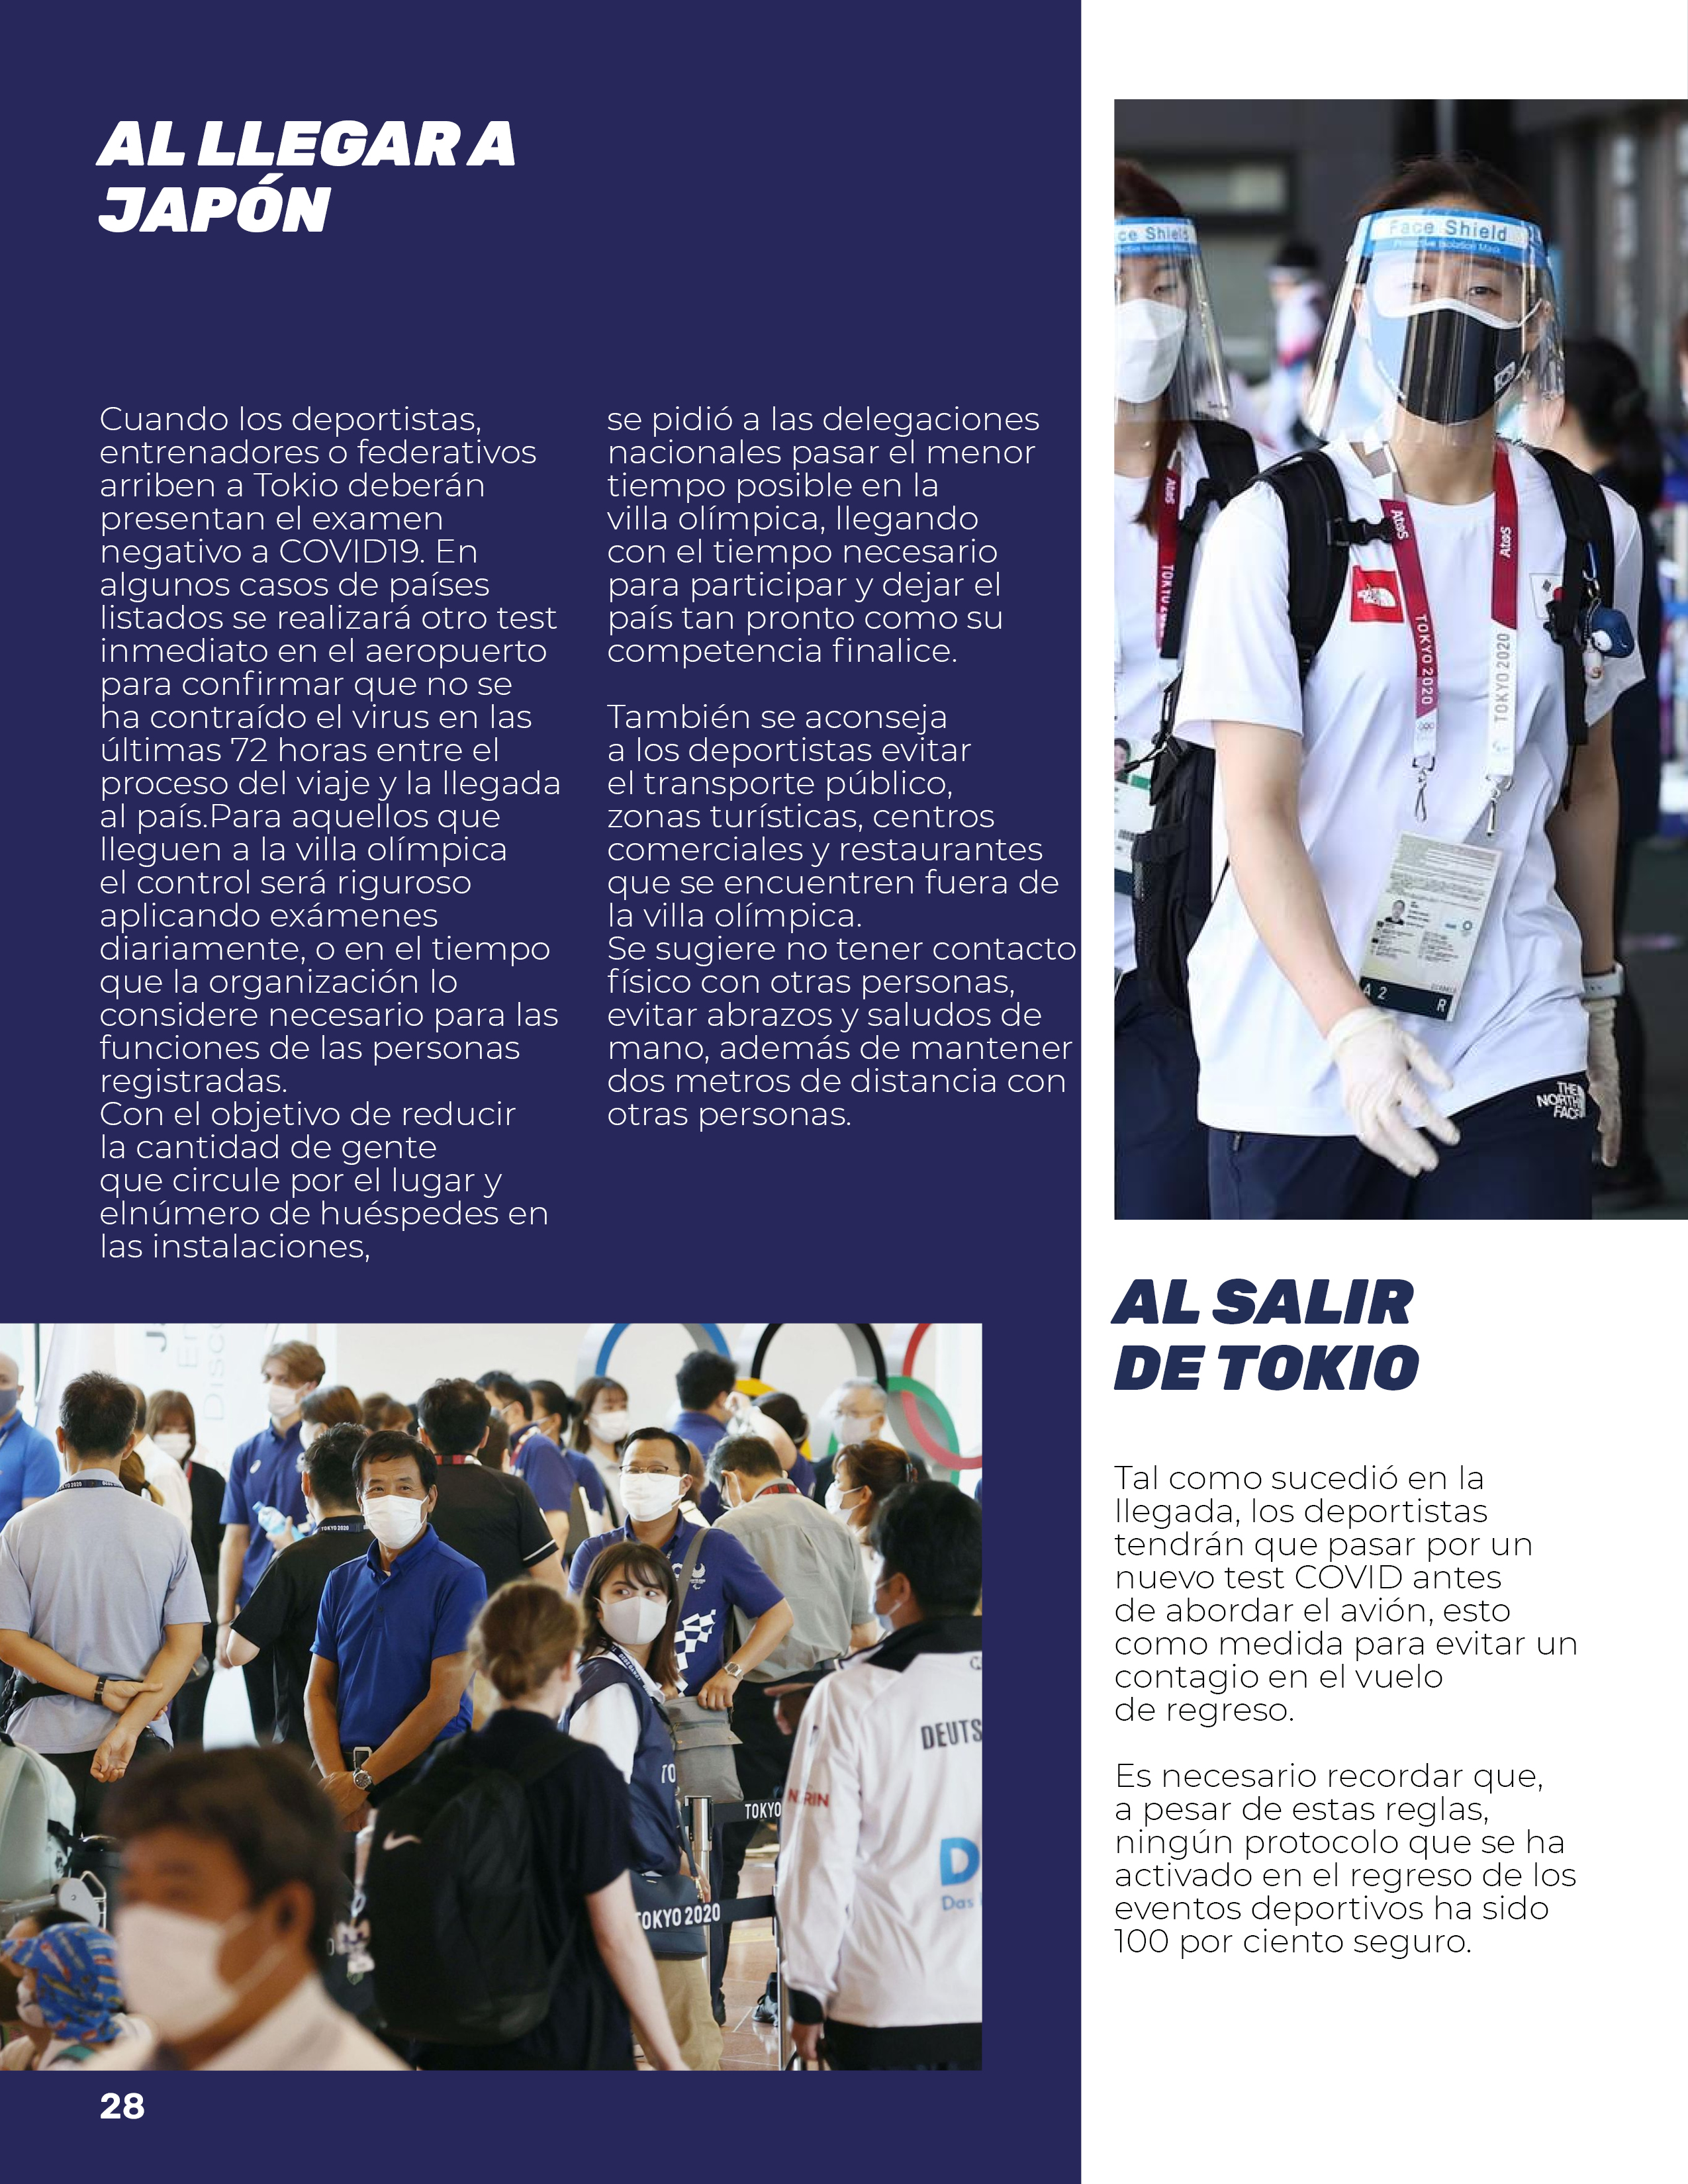 AL LLEGAR A
JAPÓN
Cuando los deportistas,
entrenadores o federativos
arriben a Tokio deberán
presentan el examen
negativo a COVID19. En
algunos casos de países
listados se realizará otro test
inmediato en el aeropuerto
para confirmar que no se
ha contraído el virus en las
últimas 72 horas entre el
proceso del viaje y la llegada
al país.Para aquellos que
lleguen a la villa olímpica
el control será riguroso
aplicando exámenes
diariamente, o en el tiempo
que la organización lo
considere necesario para las
funciones de las personas
registradas.
Con el objetivo de reducir
la cantidad de gente
que circule por el lugar y
elnúmero de huéspedes en
las instalaciones,
se pidió a las delegaciones
nacionales pasar el menor
tiempo posible en la
villa olímpica, llegando
con el tiempo necesario
para participar y dejar el
país tan pronto como su
competencia finalice.
También se aconseja
a los deportistas evitar
el transporte público,
zonas turísticas, centros
comerciales y restaurantes
que se encuentren fuera de
la villa olímpica.
Se sugiere no tener contacto
físico con otras personas,
evitar abrazos y saludos de
mano, además de mantener
dos metros de distancia con
otras personas.
ce Shield
Face Shield
Protective Isolation Mask
Atos
Atos
Atos
TOKYO 2020
TOKYO 2020
A 2
R
THE
NORTH
FACE
AL SALIR
DE TOKIO
Tal como sucedió en la
llegada, los deportistas
tendrán que pasar por un
nuevo test COVID antes
de abordar el avión, esto
como medida para evitar un
contagio en el vuelo
de regreso.
Es necesario recordar que,
a pesar de estas reglas,
ningún protocolo que se ha
activado en el regreso de los
eventos deportivos ha sido
100 por ciento seguro.
Disco
TOKYO 2020
DEUTS
TO
TOKYO
D
Das
TOKYO 2020
28